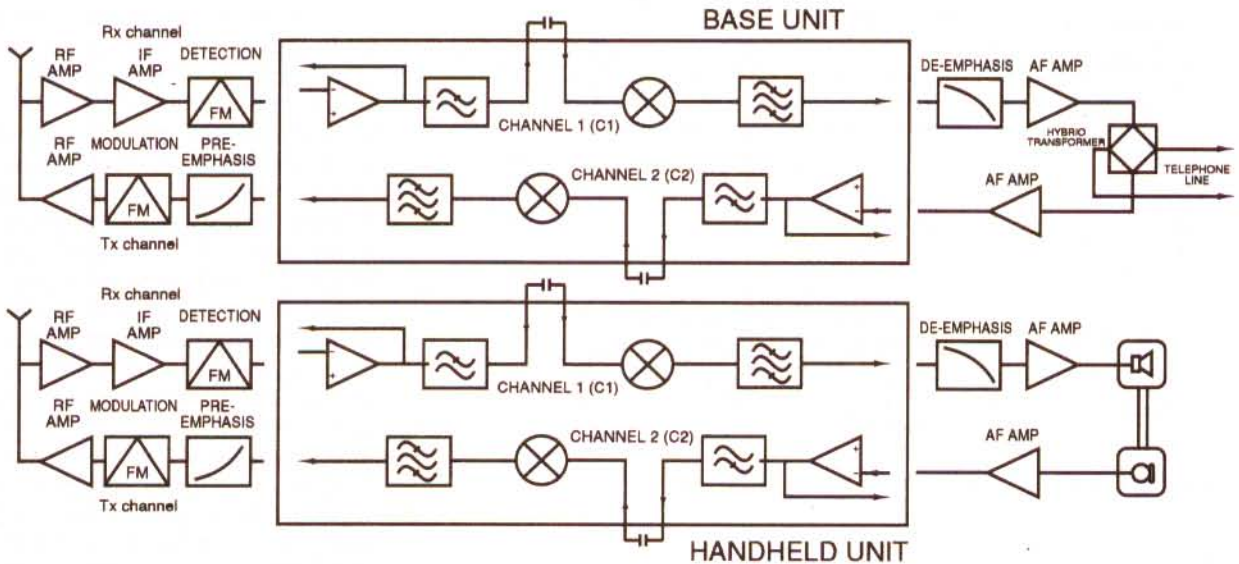 BASE UNIT
Rx channel
RF
AMP
IF
AMP
DETECTION
FM
CHANNEL 1 (C1)
DE-EMPHASIS
AF AMP
HYBRIO
TRANSFORMER
TELEPHONE
LINE
RF
AMP
MODULATION
PRE-
EMPHASIS
FM
Tx channel
CHANNEL 2 (C2)
AF AMP
- +
+ -
Rx channel
RF
AMP
IF
AMP
DETECTION
FM
CHANNEL 1 (C1)
DE-EMPHASIS
AF AMP
RF
AMP
MODULATION
PRE-
EMPHASIS
FM
Tx channel
CHANNEL 2 (C2)
AF AMP
- +
+ -
HANDHELD UNIT